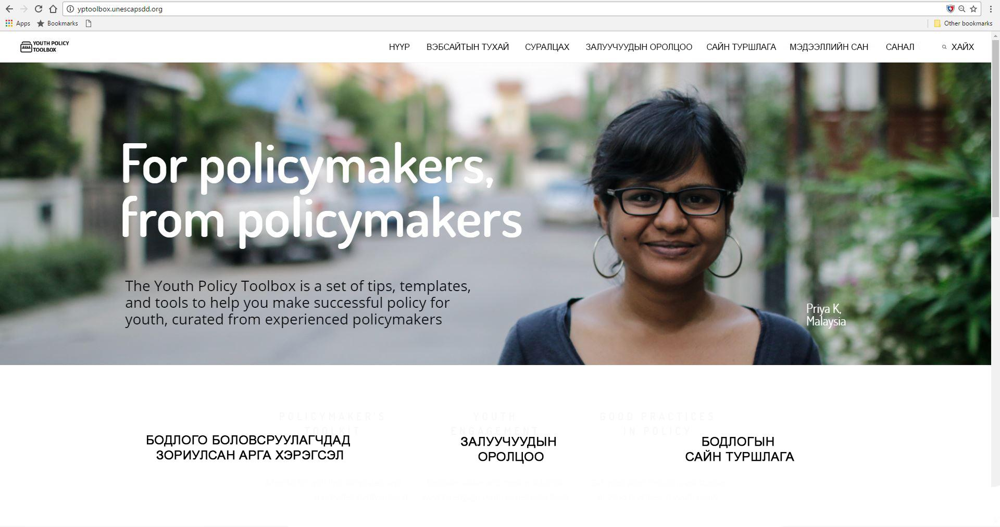 yptoolbox.unescapsdd.org
Apps
Bookmarks
Other bookmarks
YOUTH POLICY
TOOLBOX
НҮҮР
ВЭБСАЙТЫН ТУХАЙ
СУРАЛЦАХ
ЗАЛУУЧУУДЫН ОРОЛЦОО
САЙН ТУРШЛАГА
МЭДЭЭЛЛИЙН САН
САНАЛ
ХАЙХ
For policymakers,
from policymakers
The Youth Policy Toolbox is a set of tips, templates,
and tools to help you make successful policy for
youth, curated from experienced policymakers
Priya K,
Malaysia
POLICYMAKER'S
TOOLKIT
YOUTH
ENGAGEMENT
GOOD PRACTICES
IN POLICY
БОДЛОГО БОЛОВСРУУЛАГЧДАД
ЗОРИУЛСАН АРГА ХЭРЭГСЭЛ
ЗАЛУУЧУУДЫН
ОРОЛЦОО
БОДЛОГЫН
САЙН ТУРШЛАГА